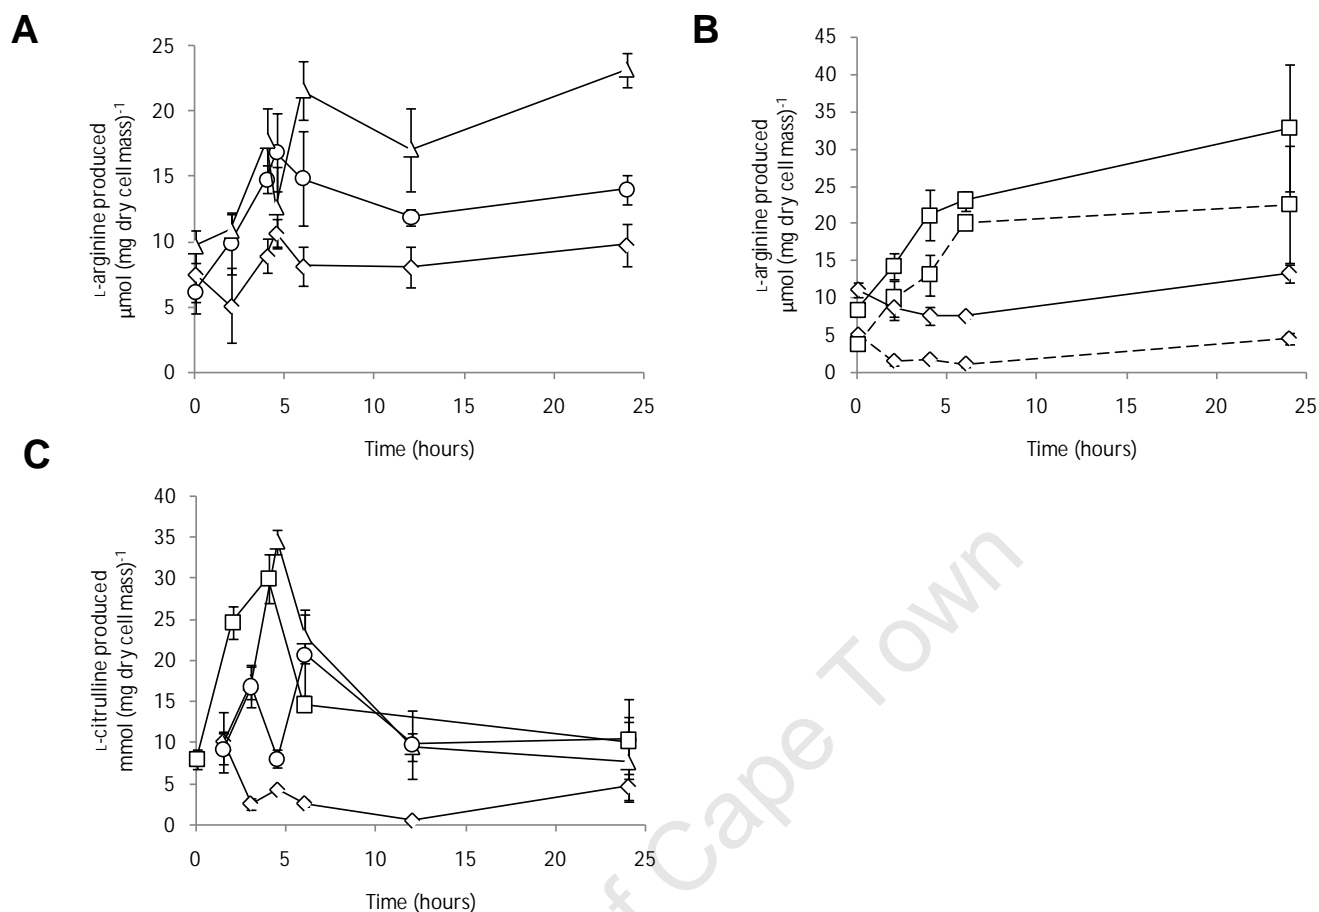 A
B
25
20
15
10
5
0
L-arginine produced
µmol (mg dry cell mass)-1
0 5 10 15 20 25
Time (hours)
45
40
35
30
25
20
15
10
5
0
L-arginine produced
µmol (mg dry cell mass)-1
0 5 10 15 20 25
Time (hours)
C
40
35
30
25
20
15
10
5
0
L-citrulline produced
mmol (mg dry cell mass)-1
0 5 10 15 20 25
Time (hours)
of Cape Town